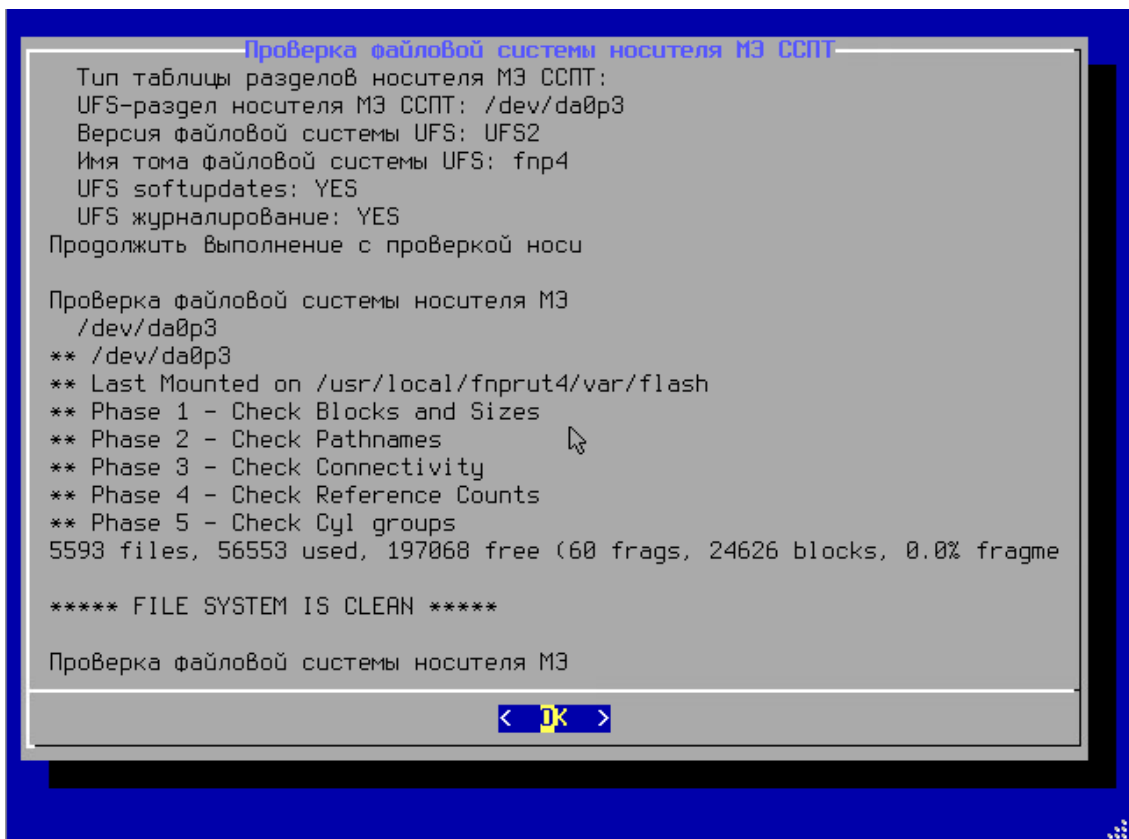 Проверка файловой системы носителя МЭ ССПТ
Тип таблицы разделов носителя МЭ ССПТ:
UFS-раздел носителя МЭ ССПТ: /dev/da0p3
Версия файловой системы UFS: UFS2
Имя тома файловой системы UFS: fnp4
UFS softupdates: YES
UFS журналирование: YES
Продолжить выполнение с проверкой носи
Проверка файловой системы носителя МЭ
/dev/da0p3
** /dev/da0p3
** Last Mounted on /usr/local/fnprut4/var/flash
** Phase 1 - Check Blocks and Sizes
** Phase 2 - Check Pathnames
** Phase 3 - Check Connectivity
** Phase 4 - Check Reference Counts
** Phase 5 - Check Cyl groups
5593 files, 56553 used, 197068 free (60 frags, 24626 blocks, 0.0% fragme
***** FILE SYSTEM IS CLEAN *****
Проверка файловой системы носителя МЭ
< OK >